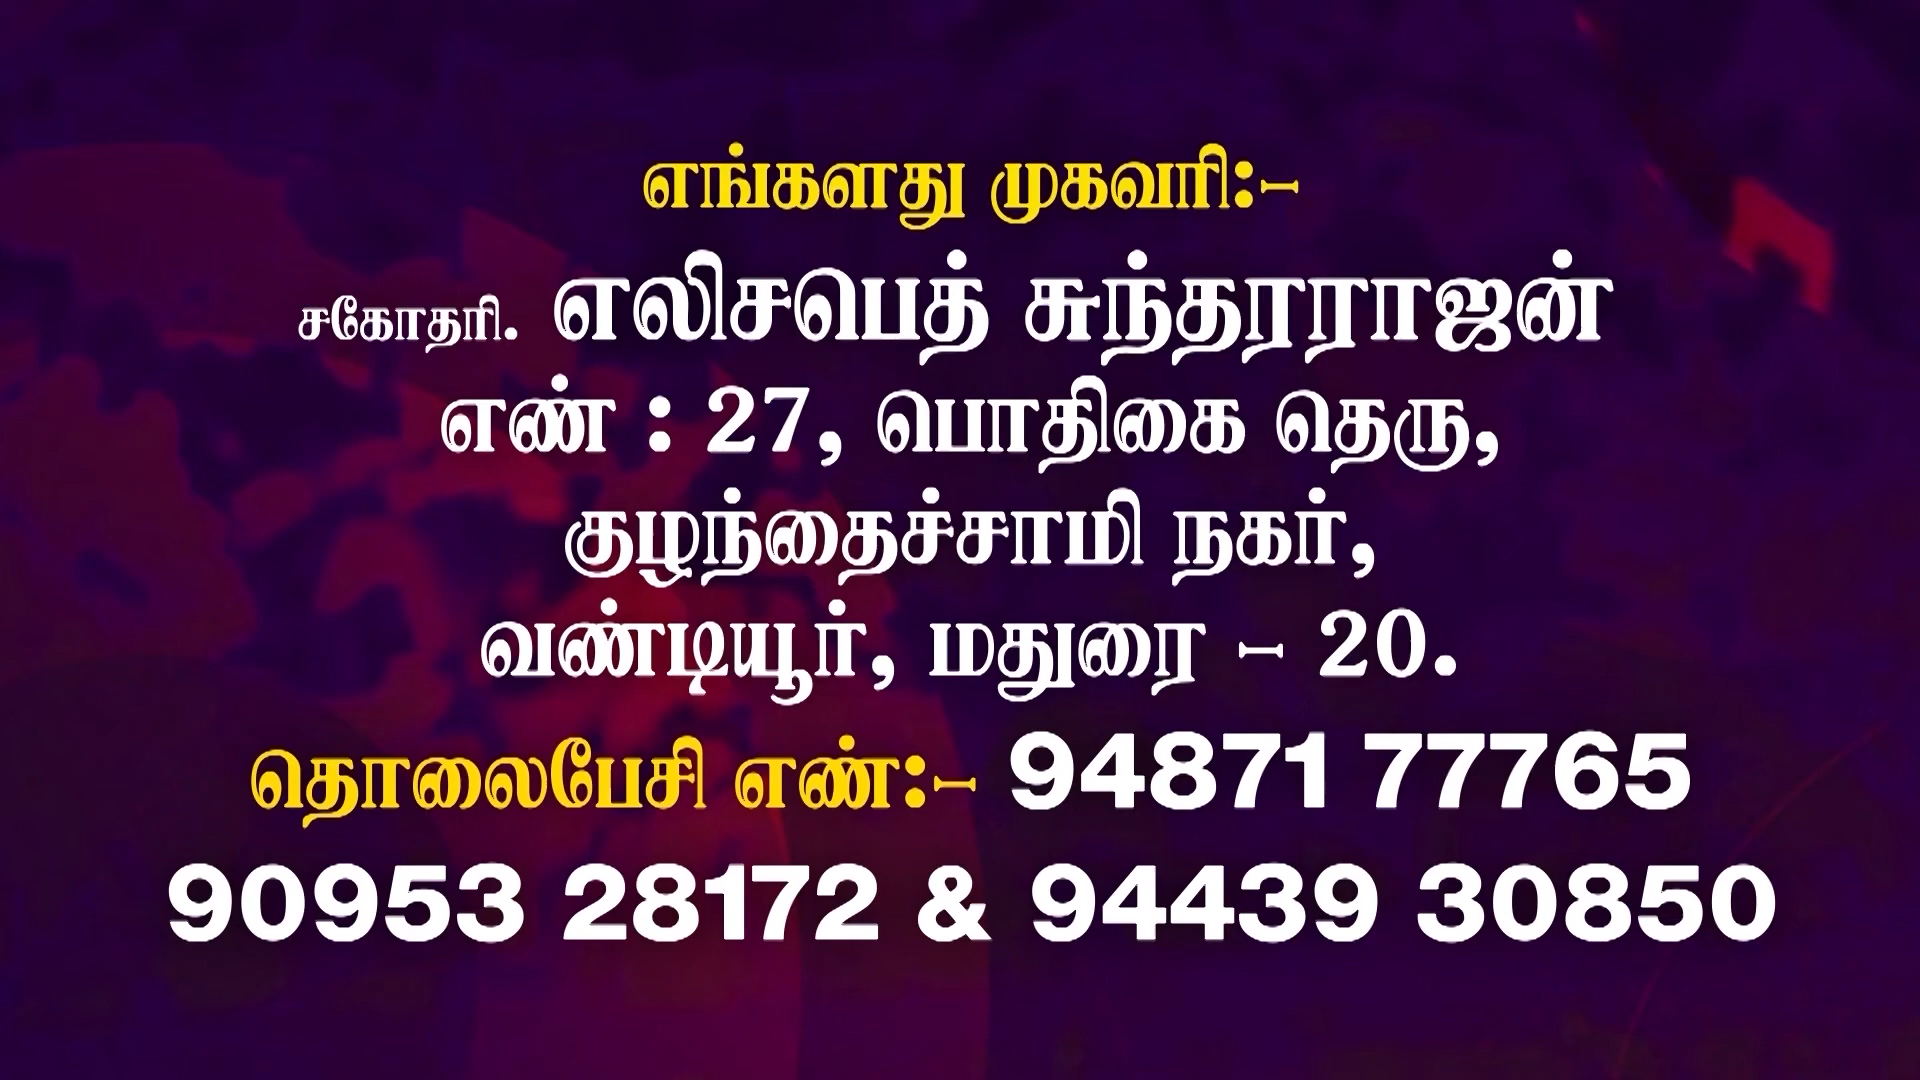 எங்களது முகவரி:-
சகோதரி. எலிசபெத் சுந்தரராஜன்
எண் : 27, பொதிகை தெரு,
குழந்தைச்சாமி நகர்,
வண்டியூர், மதுரை - 20.
தொலைபேசி எண்:- 94871 77765
90953 28172 & 94439 30850